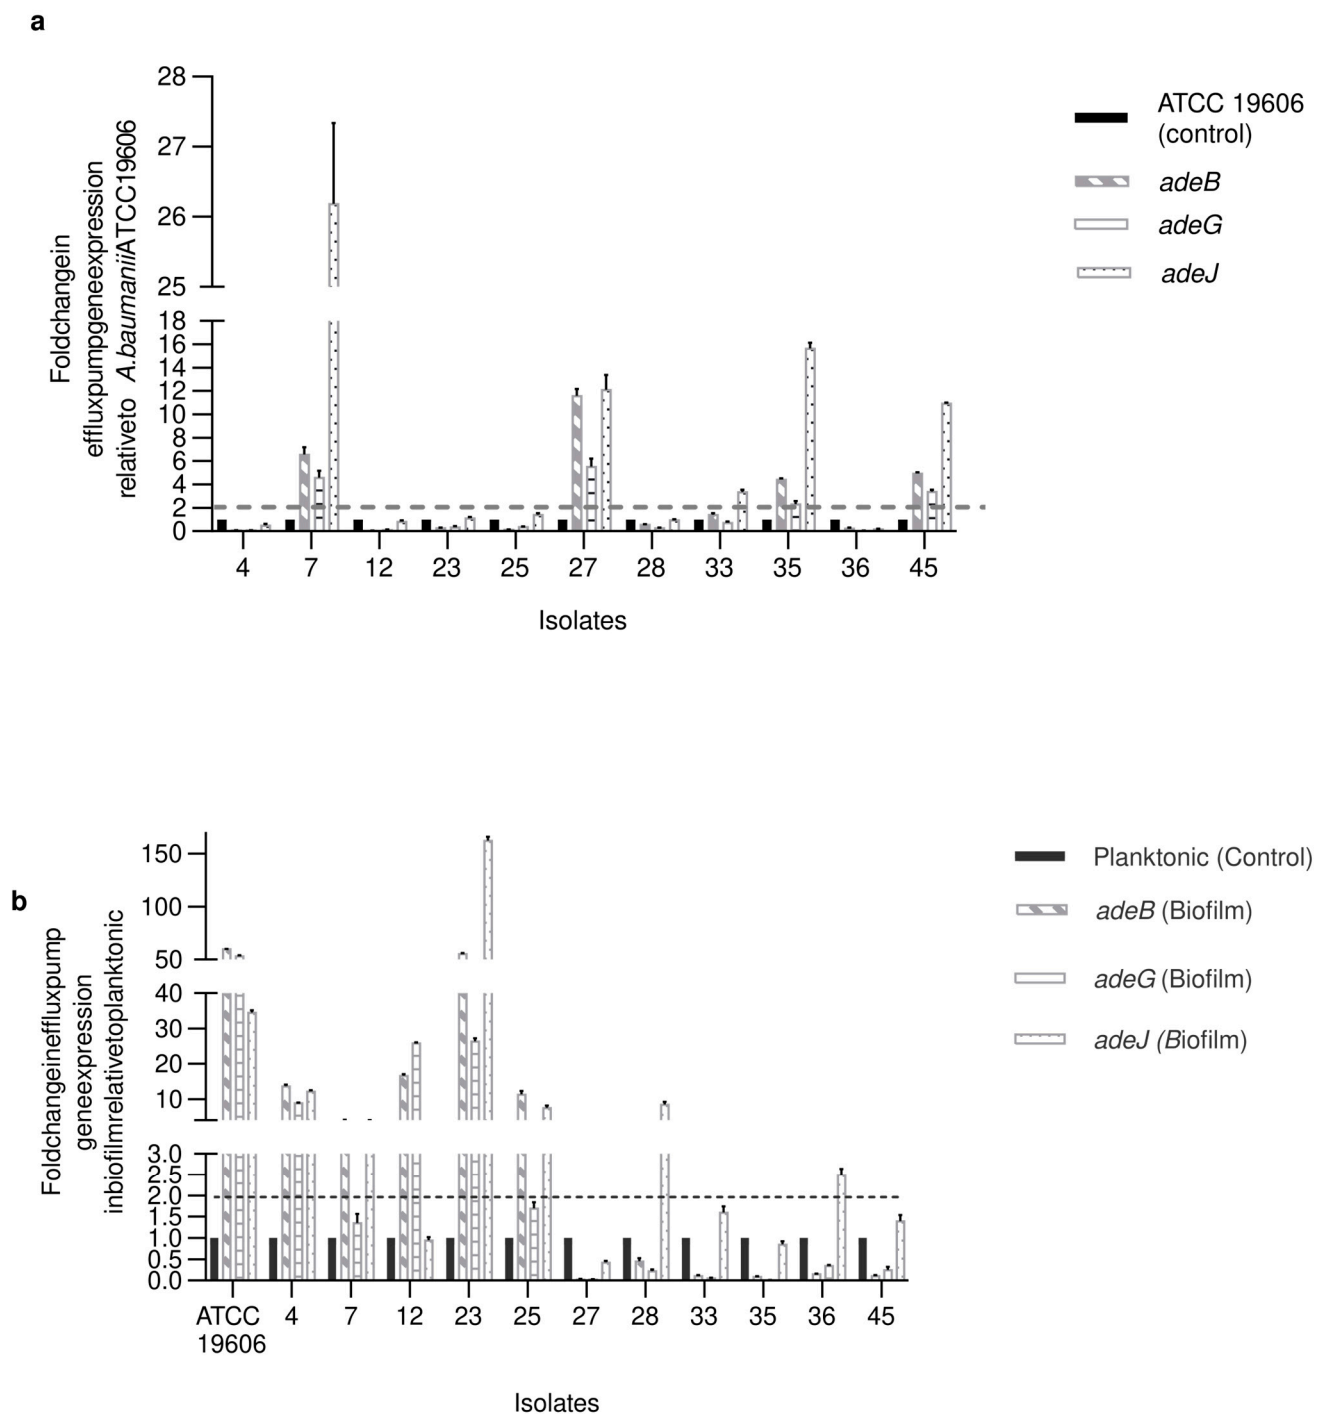 a
28
27
26
25
18
16
14
12
10
8
6
4
2
0
Foldchangein
effluxpumpgeneexpression
relativeto A.baumaniiATCC19606
4 7 12 23 25 27 28 33 35 36 45
Isolates
ATCC 19606
(control)
adeB
adeG
adeJ
b
150
100
50
40
30
20
10
3.0
2.5
2.0
1.5
1.0
0.5
0.0
Foldchangeineffluxpump
geneexpression
inbiofilmrelativetoplanktonic
ATCC 4 7 12 23 25 27 28 33 35 36 45
19606
Isolates
Planktonic (Control)
adeB (Biofilm)
adeG (Biofilm)
adeJ (Biofilm)